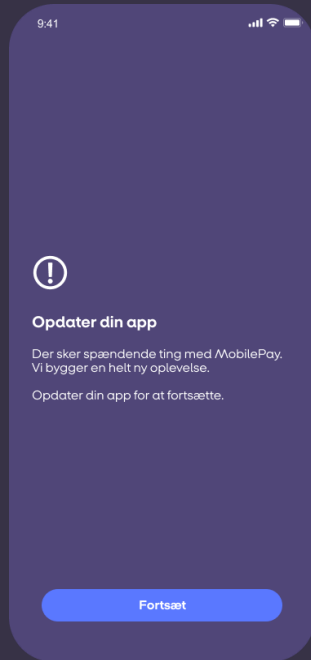 9:41
Opdater din app
Der sker spændende ting med MobilePay.
Vi bygger en helt ny oplevelse.
Opdater din app for at fortsætte.
Fortsæt